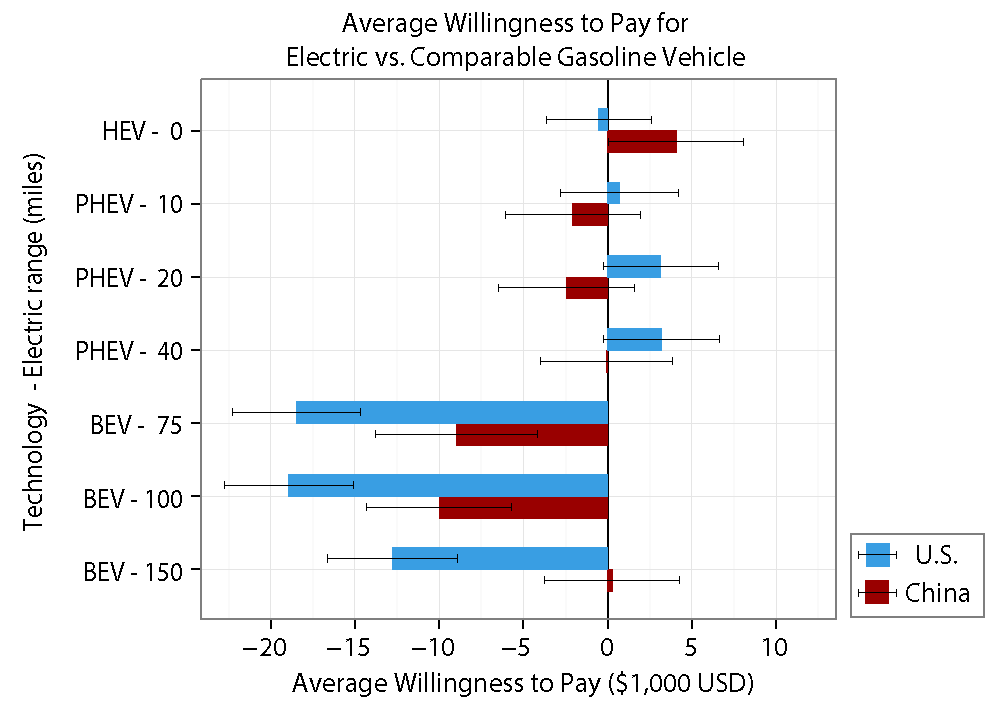 Average Willingness to Pay for
Electric vs. Comparable Gasoline Vehicle
Technology - Electric range (miles)
HEV - 0
PHEV - 10
PHEV - 20
PHEV - 40
BEV - 75
BEV - 100
BEV - 150
U.S.
China
−20 −15 −10 −5 0 5 10
Average Willingness to Pay ($1,000 USD)